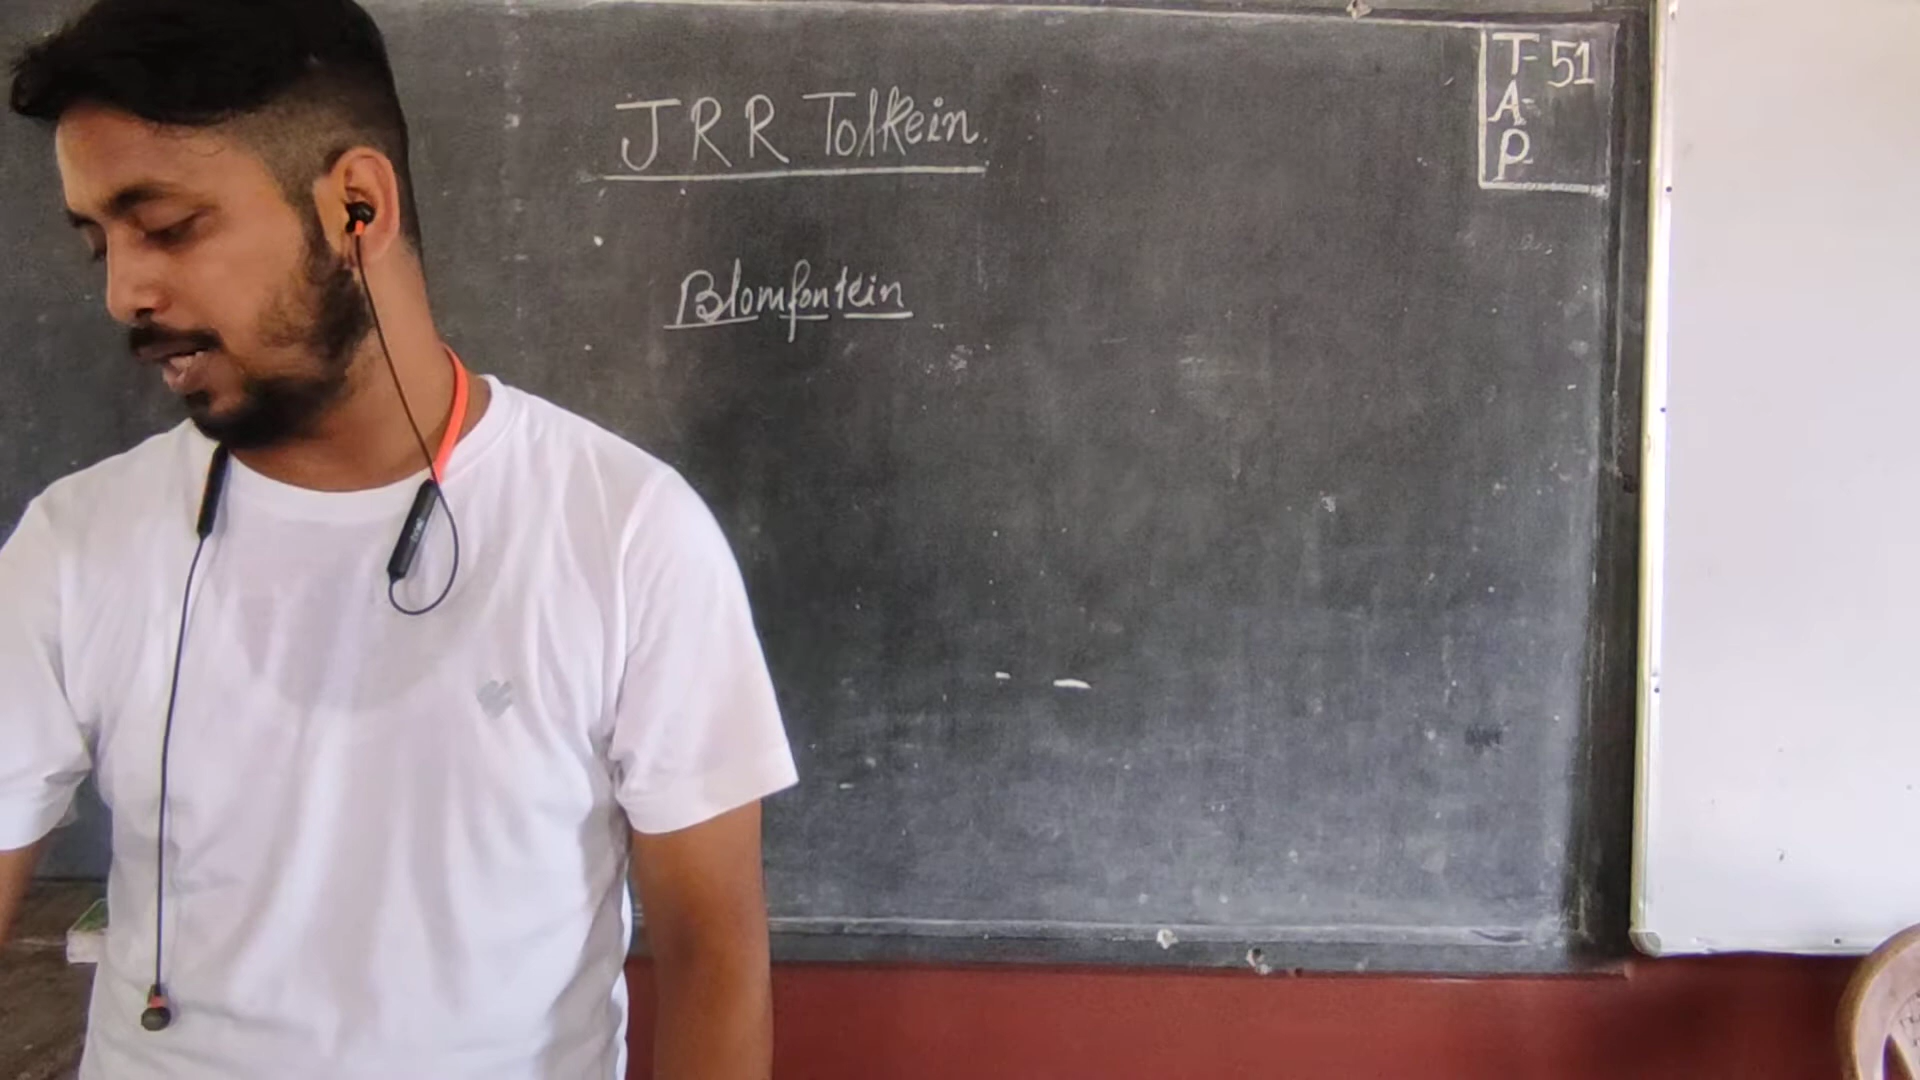 JRR Tolkein.
Blomfontein
T-51
A-
P-